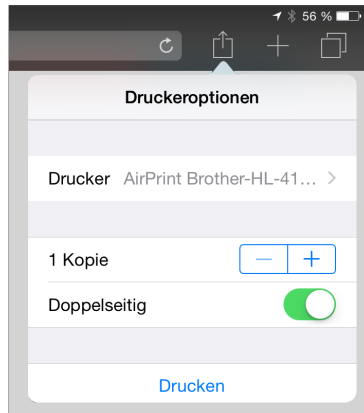 56 %
Druckeroptionen
Drucker AirPrint Brother-HL-41...
1 Kopie
Doppelseitig
Drucken